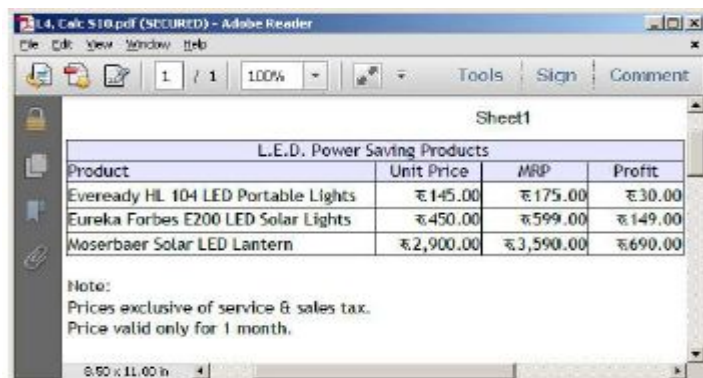 L4, Calc S10.pdf (SECURED) - Adobe Reader
File Edit View Window Help
1 / 1 100% Tools Sign Comment
Sheet1
L.E.D. Power Saving Products
Product Unit Price MRP Profit
Eveready HL 104 LED Portable Lights ₹145.00 ₹175.00 ₹30.00
Eureka Forbes E200 LED Solar Lights ₹450.00 ₹599.00 ₹149.00
Moserbaer Solar LED Lantern ₹2,900.00 ₹3,590.00 ₹690.00
Note:
Prices exclusive of service & sales tax.
Price valid only for 1 month.
8.50 x 11.00 in